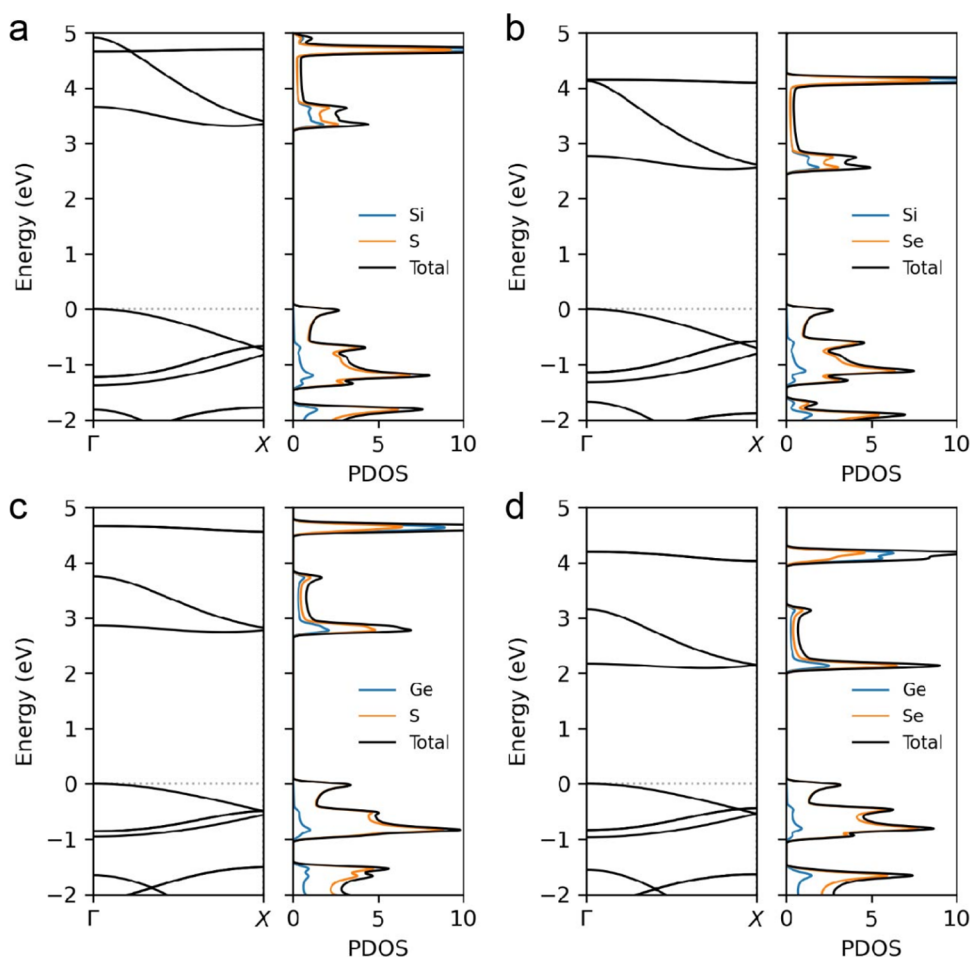 a
5
4
3
2
1
0
−1
−2
Energy (eV)
Γ
X
Si
S
Total
0
5
10
PDOS
b
5
4
3
2
1
0
−1
−2
Energy (eV)
Γ
X
Si
Se
Total
0
5
10
PDOS
c
5
4
3
2
1
0
−1
−2
Energy (eV)
Γ
X
Ge
S
Total
0
5
10
PDOS
d
5
4
3
2
1
0
−1
−2
Energy (eV)
Γ
X
Ge
Se
Total
0
5
10
PDOS